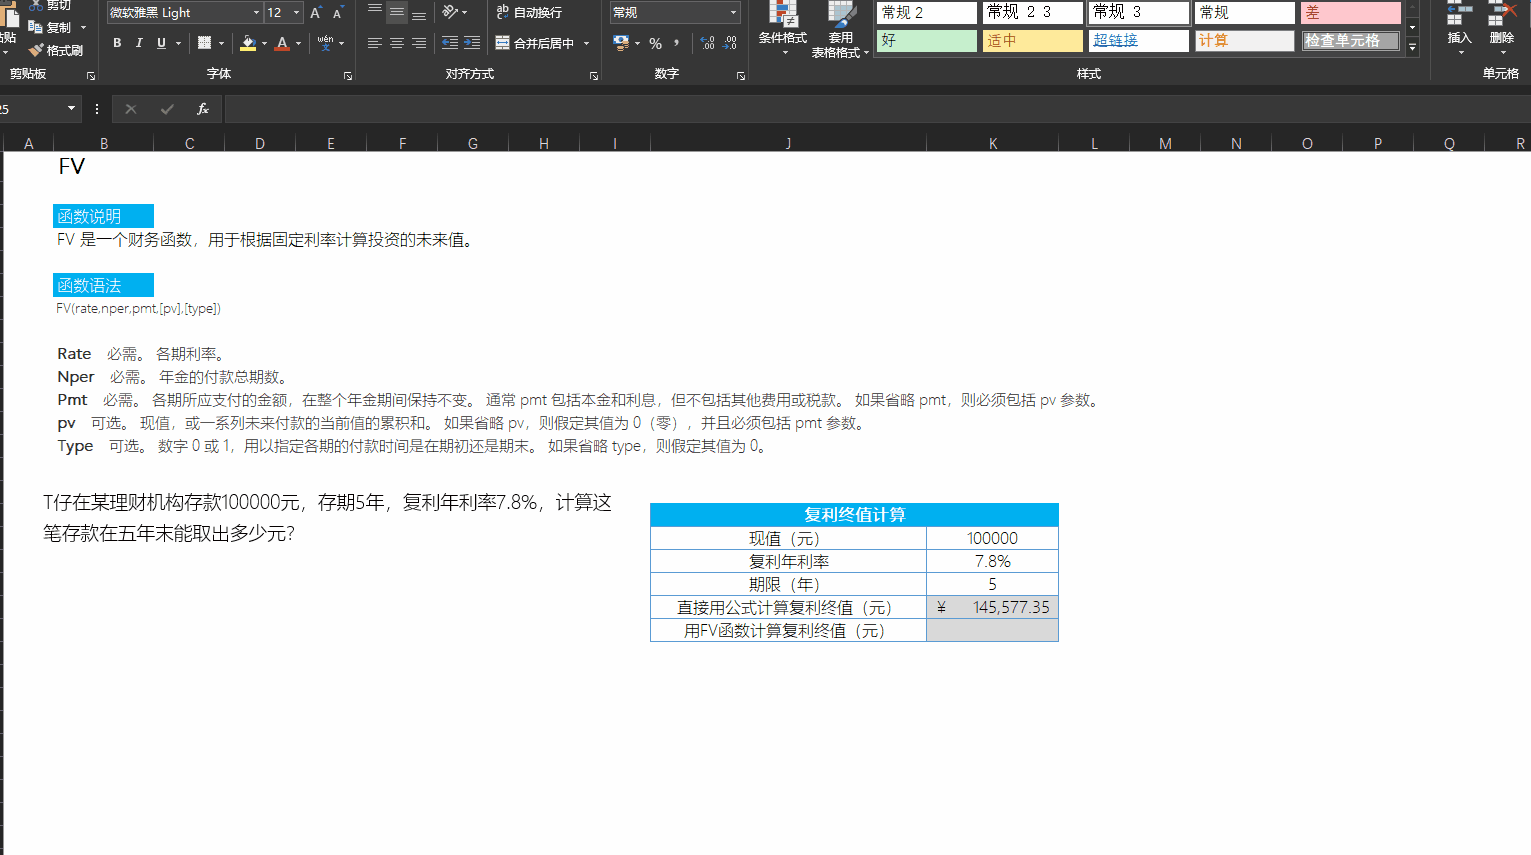 剪切
微软雅黑 Light
12
ab 自动换行
常规
常规 2
常规 2 3
常规 3
常规
差
复制
格式刷
B I U
wén
合并后居中
%
条件格式
套用
表格格式
好
适中
超链接
计算
检查单元格
插入
删除
剪贴板
字体
对齐方式
数字
样式
单元格
fx
A B C D E F G H I J K L M N O P Q R
FV
函数说明
FV 是一个财务函数，用于根据固定利率计算投资的未来值。
函数语法
FV(rate,nper,pmt,[pv],[type])
Rate 必需。 各期利率。
Nper 必需。 年金的付款总期数。
Pmt 必需。 各期所应支付的金额，在整个年金期间保持不变。 通常 pmt 包括本金和利息，但不包括其他费用或税款。 如果省略 pmt，则必须包括 pv 参数。
pv 可选。 现值，或一系列未来付款的当前值的累积和。 如果省略 pv，则假定其值为 0（零），并且必须包括 pmt 参数。
Type 可选。 数字 0 或 1，用以指定各期的付款时间是在期初还是期末。 如果省略 type，则假定其值为 0。
T仔在某理财机构存款100000元，存期5年，复利年利率7.8%，计算这
笔存款在五年末能取出多少元?
复利终值计算
现值（元） 100000
复利年利率 7.8%
期限（年） 5
直接用公式计算复利终值（元） ¥ 145,577.35
用FV函数计算复利终值（元）